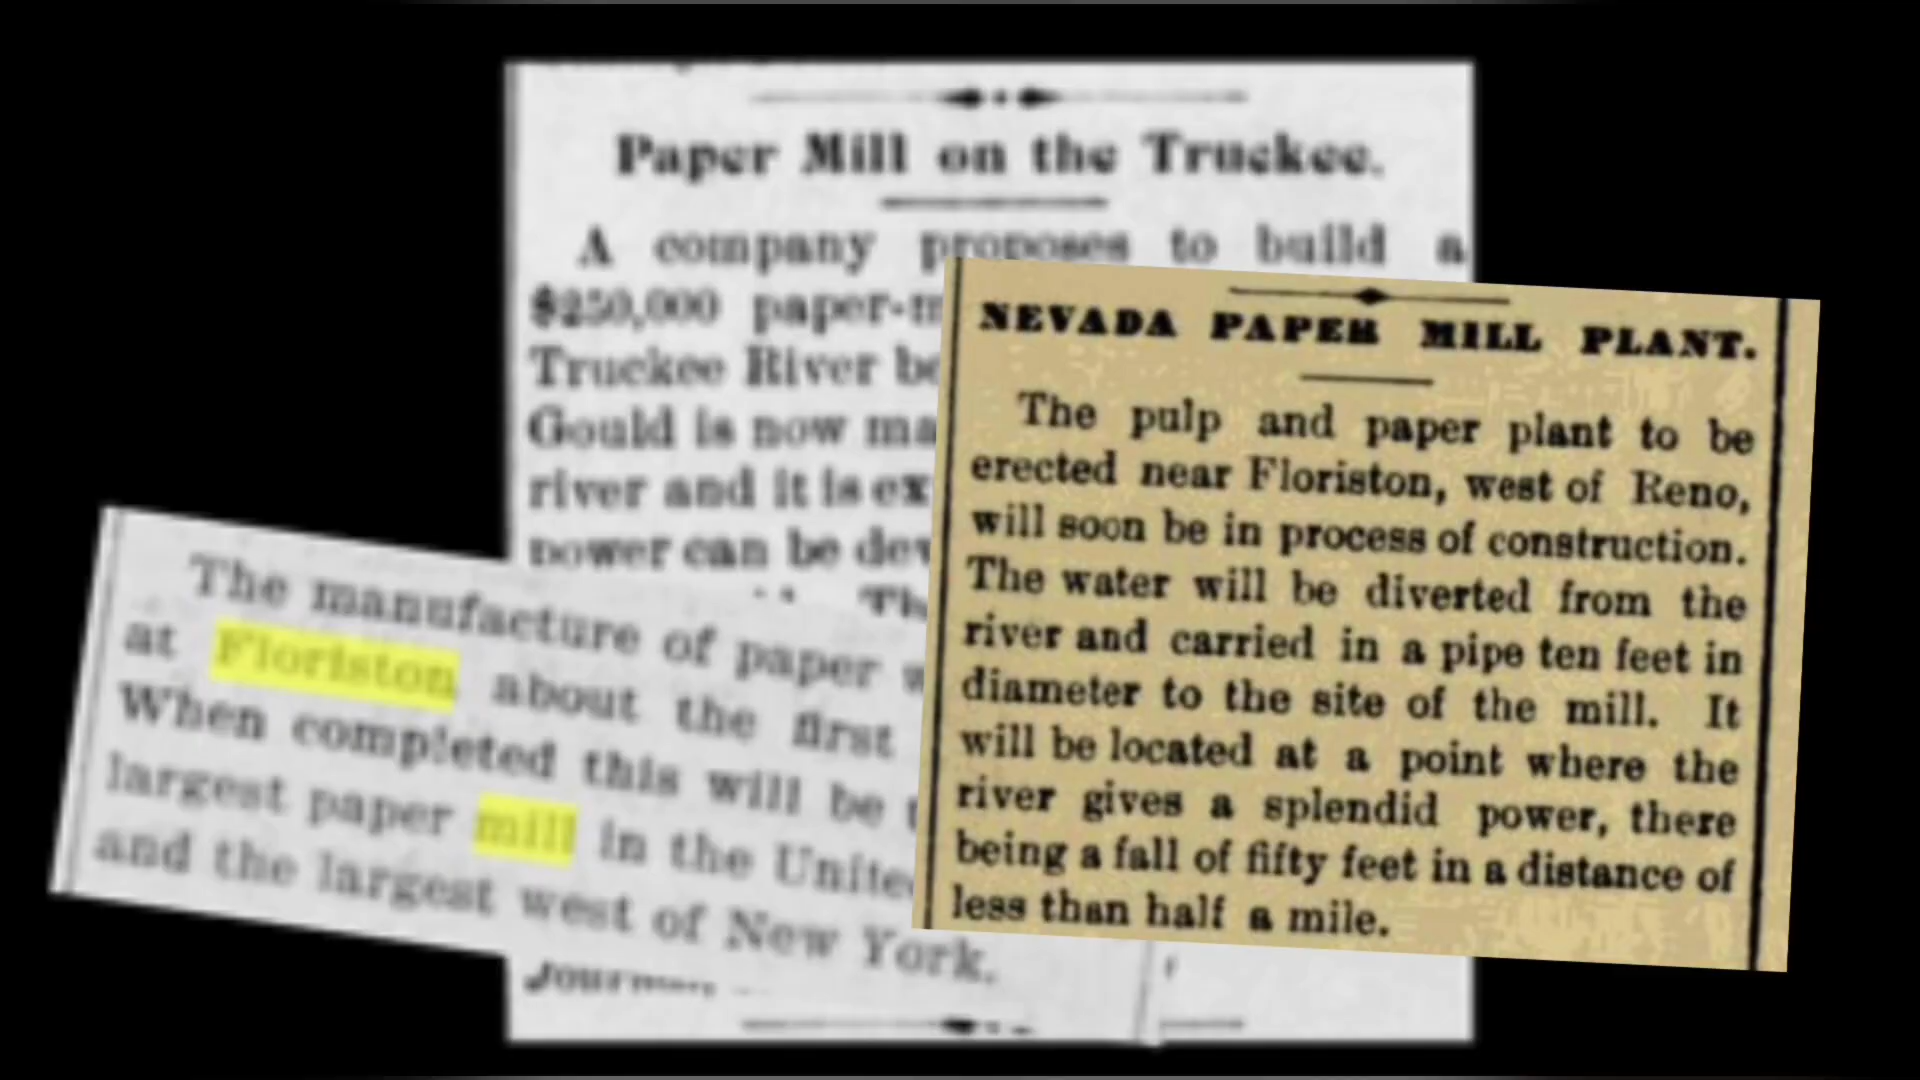 Paper Mill on the Truckee.
A company proposes to build a
$250,000 paper-m
Truckee River be
Gould is now ma
river and it is ex
power can be dev
The manufacture of paper w
at Floriston about the first
When completed this will be
largest paper mill in the United
and the largest west of New York.
NEVADA PAPER MILL PLANT.
The pulp and paper plant to be
erected near Floriston, west of Reno,
will soon be in process of construction.
The water will be diverted from the
river and carried in a pipe ten feet in
diameter to the site of the mill. It
will be located at a point where the
river gives a splendid power, there
being a fall of fifty feet in a distance of
less than half a mile.